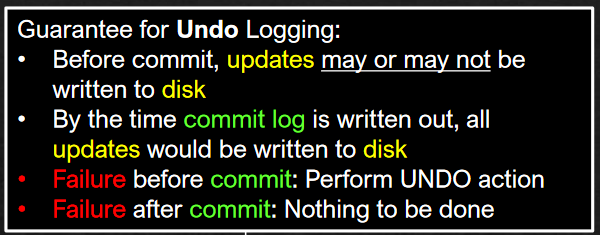 Guarantee for Undo Logging:
• Before commit, updates may or may not be
written to disk
• By the time commit log is written out, all
updates would be written to disk
• Failure before commit: Perform UNDO action
• Failure after commit: Nothing to be done